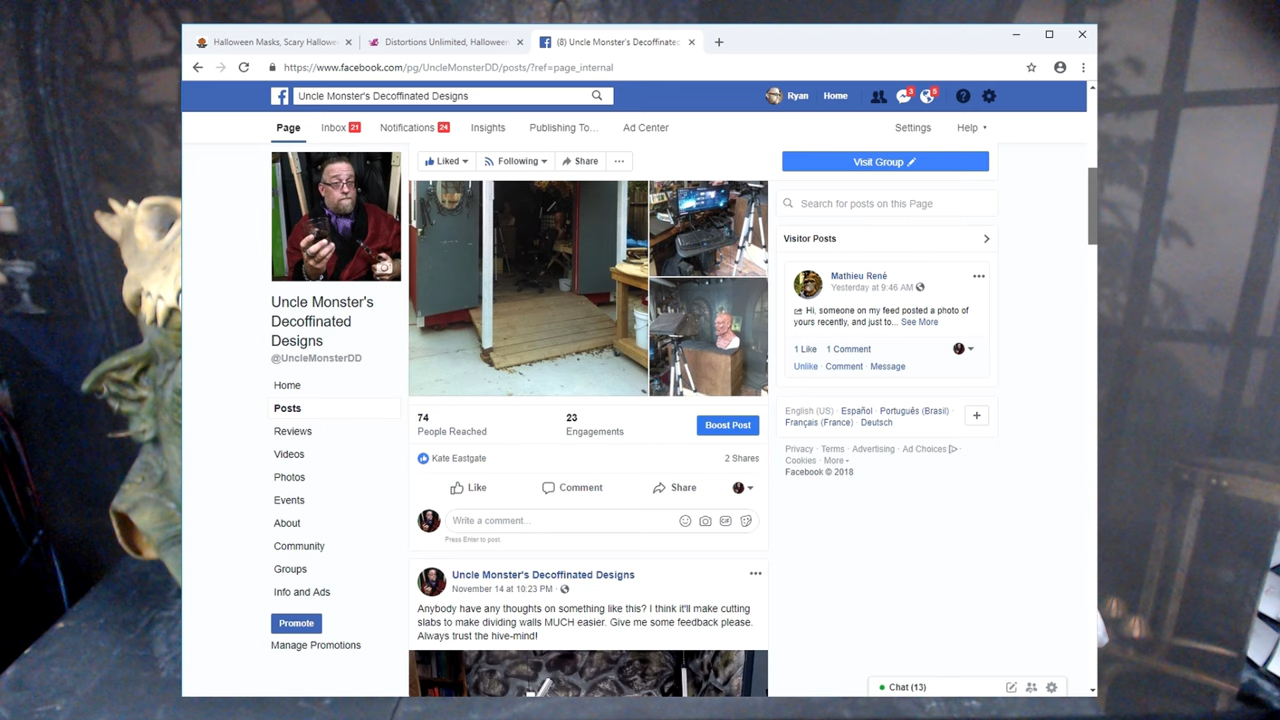 Halloween Masks, Scary Hallowe
Distortions Unlimited, Halloween
(8) Uncle Monster's Decoffinated
https://www.facebook.com/pg/UncleMonsterDD/posts/?ref=page_internal
Uncle Monster's Decoffinated Designs
Ryan
Home
3
8
Page
Inbox 21
Notifications 24
Insights
Publishing To…
Ad Center
Settings
Help
Liked
Following
Share
Visit Group
Search for posts on this Page
Visitor Posts
Mathieu René
Yesterday at 9:46 AM
Hi, someone on my feed posted a photo of
yours recently, and just to... See More
1 Like 1 Comment
Unlike · Comment · Message
English (US) · Español · Português (Brasil) ·
Français (France) · Deutsch
Privacy · Terms · Advertising · Ad Choices ·
Cookies · More
Facebook © 2018
Uncle Monster's
Decoffinated
Designs
@UncleMonsterDD
Home
Posts
Reviews
Videos
Photos
Events
About
Community
Groups
Info and Ads
Promote
Manage Promotions
74
People Reached
23
Engagements
Boost Post
Kate Eastgate
2 Shares
Like
Comment
Share
Write a comment...
Press Enter to post.
Uncle Monster's Decoffinated Designs
November 14 at 10:23 PM ·
Anybody have any thoughts on something like this? I think it'll make cutting
slabs to make dividing walls MUCH easier. Give me some feedback please.
Always trust the hive-mind!
Chat (13)